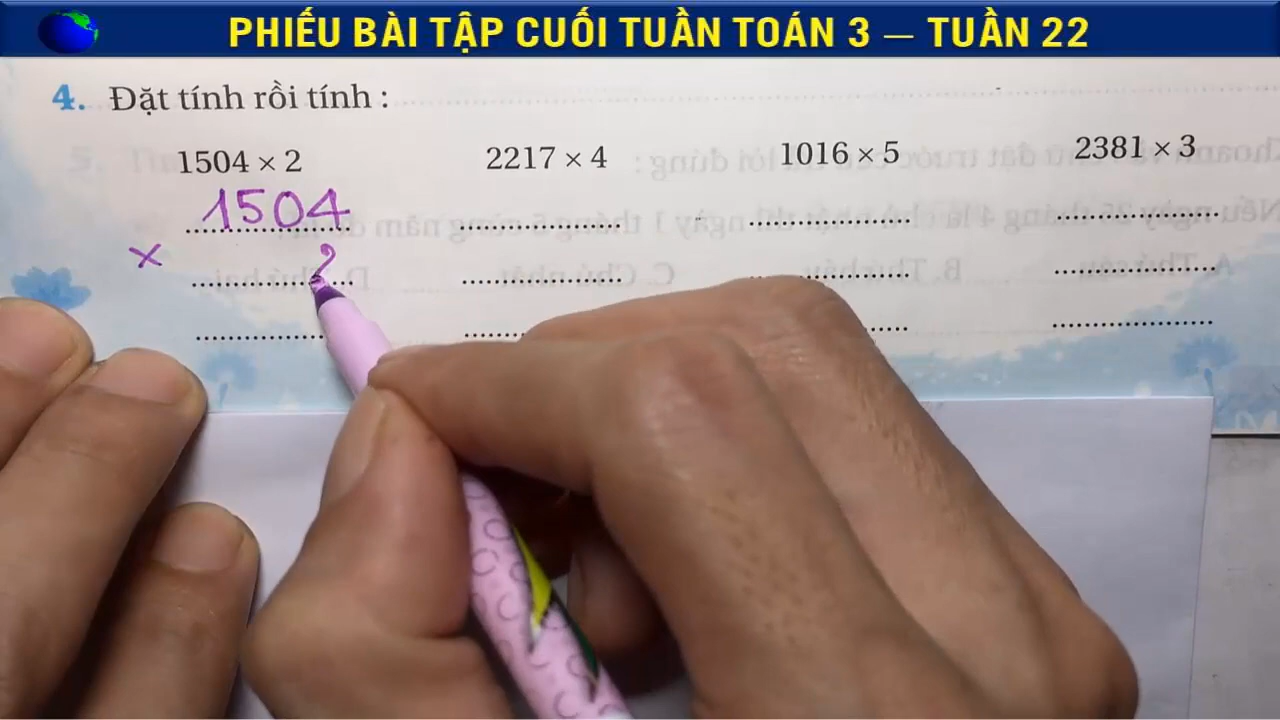 PHIẾU BÀI TẬP CUỐI TUẦN TOÁN 3 — TUẦN 22
4. Đặt tính rồi tính :
1504 × 2 2217 × 4 1016 × 5 2381 × 3
1504
×
2